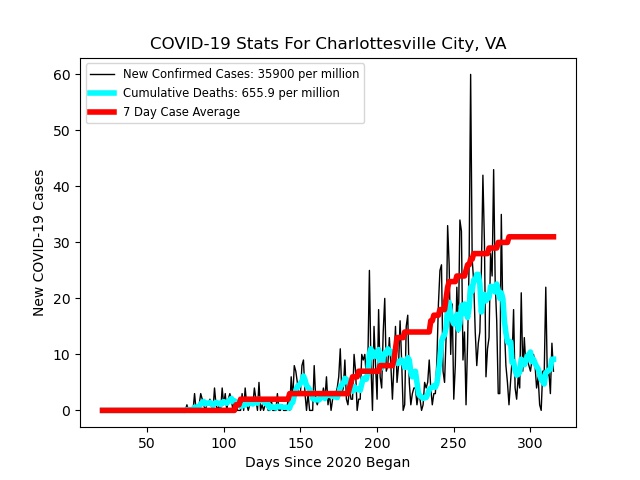 COVID-19 Stats For Charlottesville City, VA
New Confirmed Cases: 35900 per million
Cumulative Deaths: 655.9 per million
7 Day Case Average
New COVID-19 Cases
60
50
40
30
20
10
0
50 100 150 200 250 300
Days Since 2020 Began